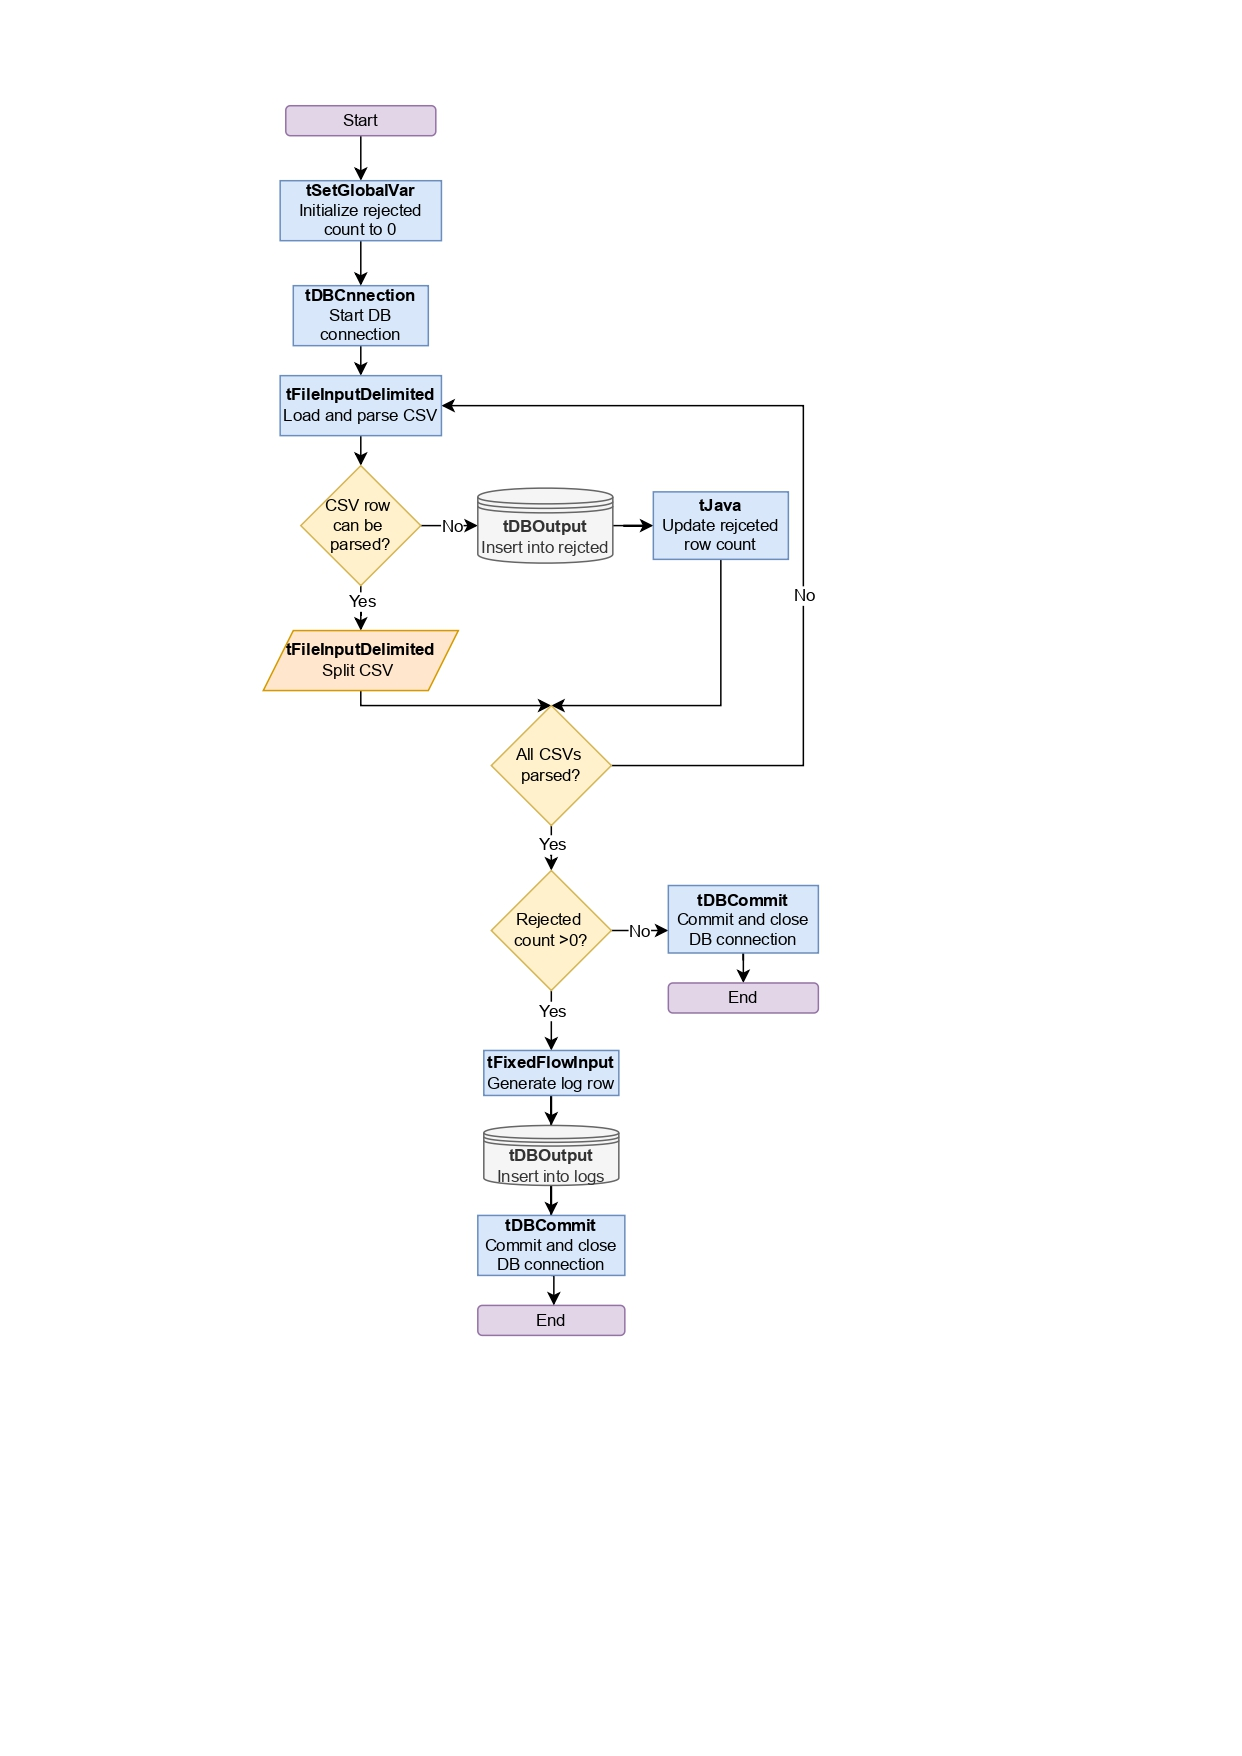 Start
tSetGlobalVar
Initialize rejected
count to 0
tDBCnnection
Start DB
connection
tFileInputDelimited
Load and parse CSV
CSV row
can be
parsed?
No
tDBOutput
Insert into rejcted
tJava
Update rejceted
row count
No
Yes
tFileInputDelimited
Split CSV
All CSVs
parsed?
Yes
Rejected
count >0?
No
tDBCommit
Commit and close
DB connection
End
Yes
tFixedFlowInput
Generate log row
tDBOutput
Insert into logs
tDBCommit
Commit and close
DB connection
End